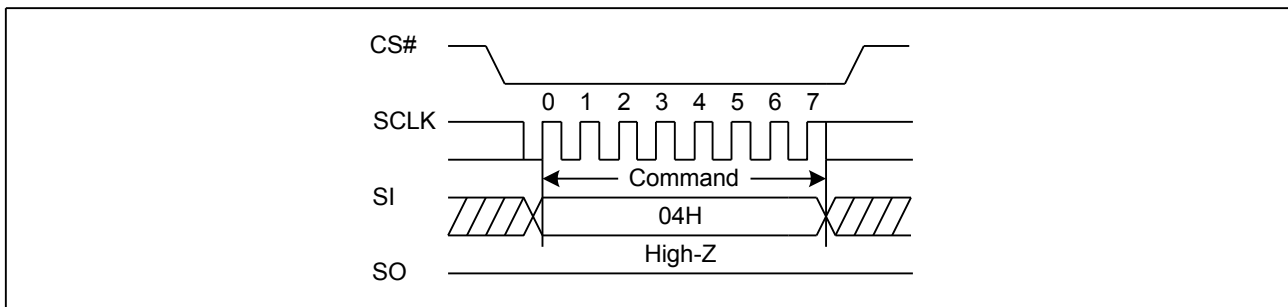 CS#
0 1 2 3 4 5 6 7
SCLK
Command
SI
04H
High-Z
SO